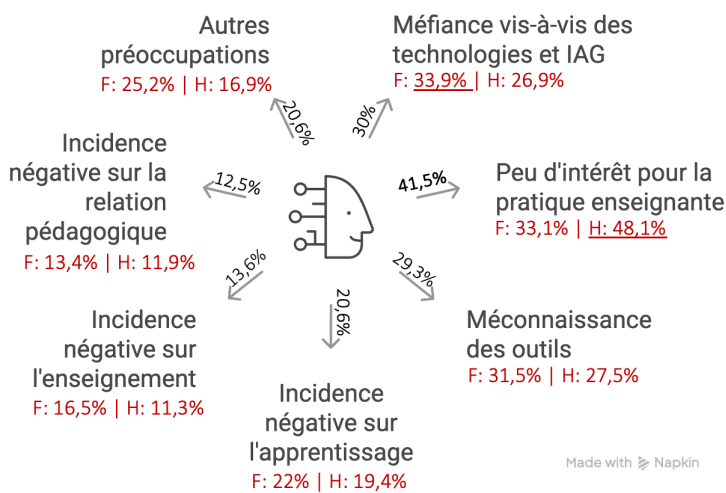 Autres
préoccupations
F: 25,2% | H: 16,9%
20,6%
Méfiance vis-à-vis des
technologies et IAG
F: 33,9% | H: 26,9%
30%
Peu d'intérêt pour la
pratique enseignante
F: 33,1% | H: 48,1%
41,5%
Méconnaissance
des outils
F: 31,5% | H: 27,5%
29,3%
Incidence
négative sur
l'apprentissage
F: 22% | H: 19,4%
20,6%
Incidence
négative sur
l'enseignement
F: 16,5% | H: 11,3%
13,6%
Incidence
négative sur la
relation
pédagogique
F: 13,4% | H: 11,9%
12,5%
Made with Napkin